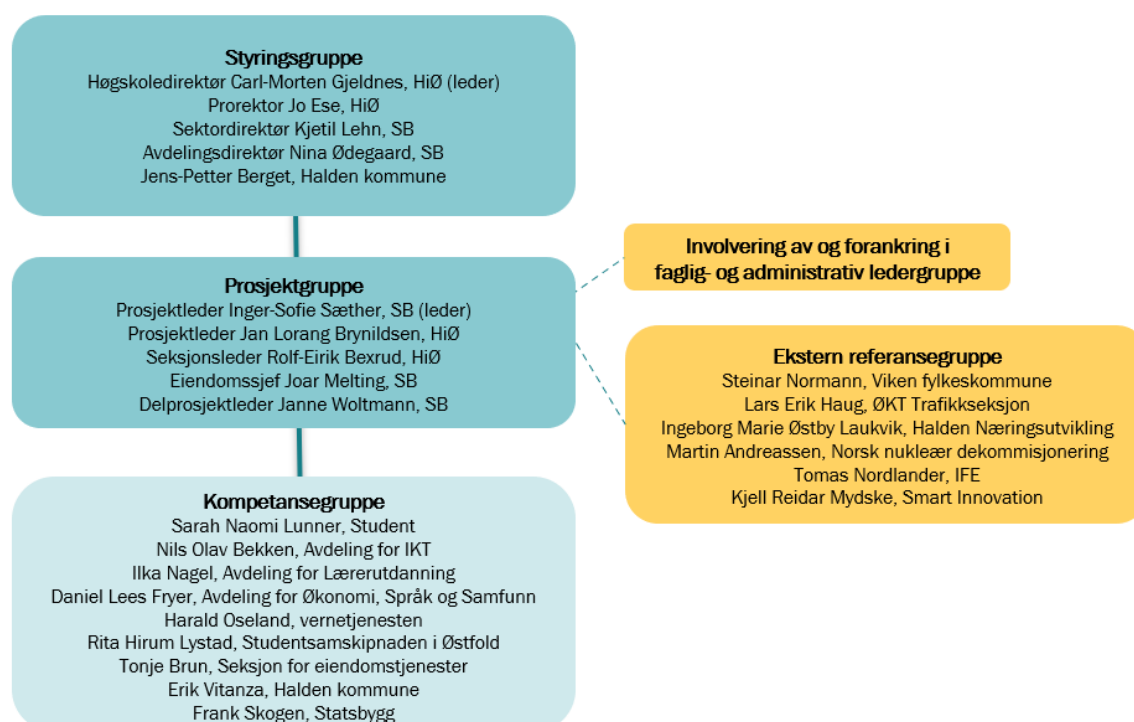 Styringsgruppe
Høgskoledirektør Carl-Morten Gjeldnes, HiØ (leder)
Prorektor Jo Ese, HiØ
Sektordirektør Kjetil Lehn, SB
Avdelingsdirektør Nina Ødegaard, SB
Jens-Petter Berget, Halden kommune
Prosjektgruppe
Prosjektleder Inger-Sofie Sæther, SB (leder)
Prosjektleder Jan Lorang Brynildsen, HiØ
Seksjonsleder Rolf-Eirik Bexrud, HiØ
Eiendomssjef Joar Melting, SB
Delprosjektleder Janne Woltmann, SB
Involvering av og forankring i
faglig- og administrativ ledergruppe
Ekstern referansegruppe
Steinar Normann, Viken fylkeskommune
Lars Erik Haug, ØKT Trafikkseksjon
Ingeborg Marie Østby Laukvik, Halden Næringsutvikling
Martin Andreassen, Norsk nukleær dekommisjonering
Tomas Nordlander, IFE
Kjell Reidar Mydske, Smart Innovation
Kompetansegruppe
Sarah Naomi Lunner, Student
Nils Olav Bekken, Avdeling for IKT
Ilka Nagel, Avdeling for Lærerutdanning
Daniel Lees Fryer, Avdeling for Økonomi, Språk og Samfunn
Harald Oseland, vernetjenesten
Rita Hirum Lystad, Studentsamskipnaden i Østfold
Tonje Brun, Seksjon for eiendomstjenester
Erik Vitanza, Halden kommune
Frank Skogen, Statsbygg